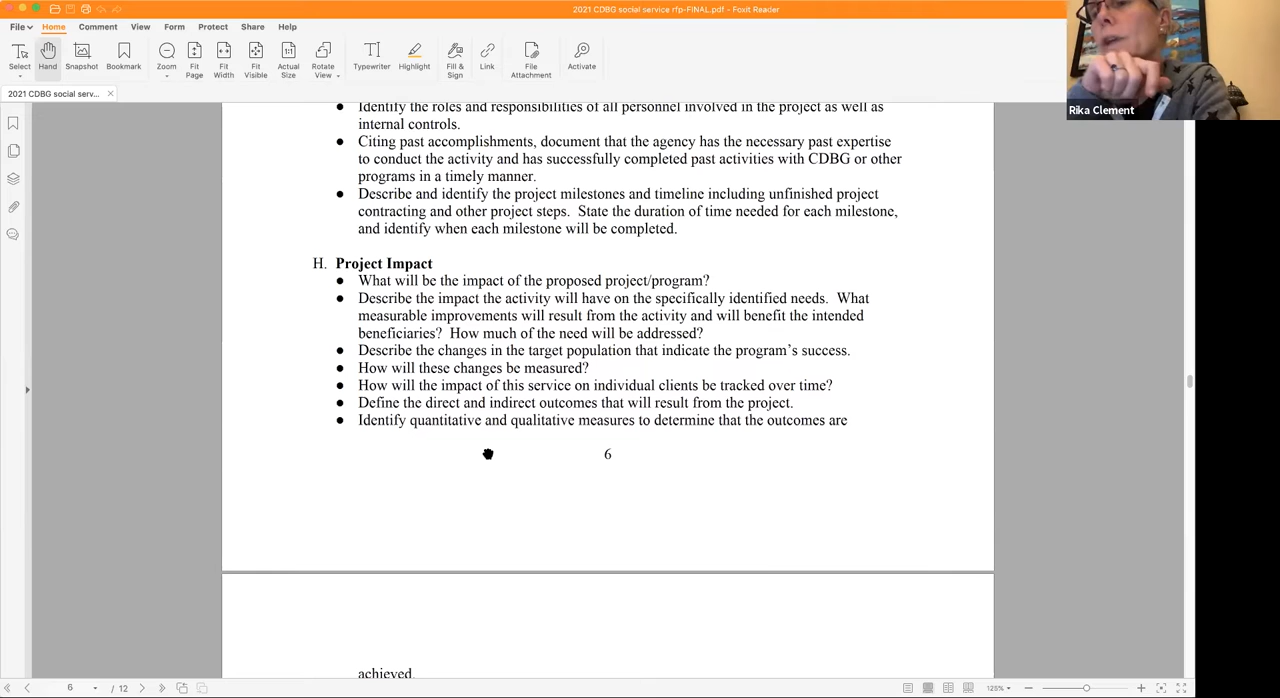 2021 CDBG social service rfp-FINAL.pdf - Foxit Reader
File Home Comment View Form Protect Share Help
Select Hand Snapshot Bookmark Zoom Fit Page Fit Width Fit Visible Actual Size Rotate View Typewriter Highlight Fill & Sign Link File Attachment Activate
2021 CDBG social serv...
Rika Clement
● Identify the roles and responsibilities of all personnel involved in the project as well as
internal controls.
● Citing past accomplishments, document that the agency has the necessary past expertise
to conduct the activity and has successfully completed past activities with CDBG or other
programs in a timely manner.
● Describe and identify the project milestones and timeline including unfinished project
contracting and other project steps. State the duration of time needed for each milestone,
and identify when each milestone will be completed.
H. Project Impact
● What will be the impact of the proposed project/program?
● Describe the impact the activity will have on the specifically identified needs. What
measurable improvements will result from the activity and will benefit the intended
beneficiaries? How much of the need will be addressed?
● Describe the changes in the target population that indicate the program's success.
● How will these changes be measured?
● How will the impact of this service on individual clients be tracked over time?
● Define the direct and indirect outcomes that will result from the project.
● Identify quantitative and qualitative measures to determine that the outcomes are
6
achieved.
6 / 12 125%